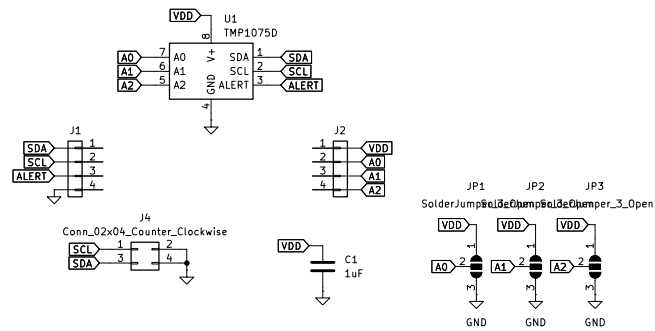 VDD
U1
TMP1075D
8
V+
A0 7 A0 SDA 1 SDA
A1 6 A1 SCL 2 SCL
A2 5 A2 GND ALERT 3 ALERT
4
J1
SDA 1
SCL 2
ALERT 3
4
J2
1 VDD
2 A0
3 A1
4 A2
J4
Conn_02x04_Counter_Clockwise
SCL 1 2
SDA 3 4
VDD
C1
1uF
JP1 JP2 JP3
SolderJumper_3_Open SolderJumper_3_Open SolderJumper_3_Open
VDD VDD VDD
1 1 1
A0 2 A1 2 A2 2
3 3 3
GND GND GND